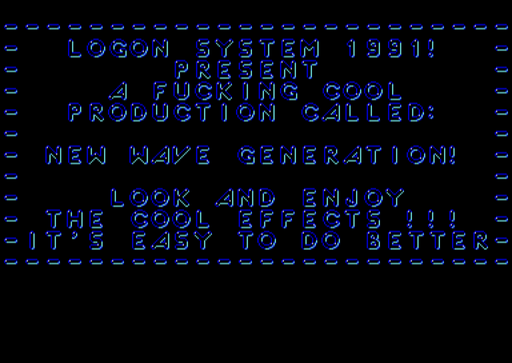 LOGON SYSTEM 1991!
PRESENT
A FUCKING COOL
PRODUCTION CALLED:
NEW WAVE GENERATION!
LOOK AND ENJOY
THE COOL EFFECTS !!!
IT'S EASY TO DO BETTER